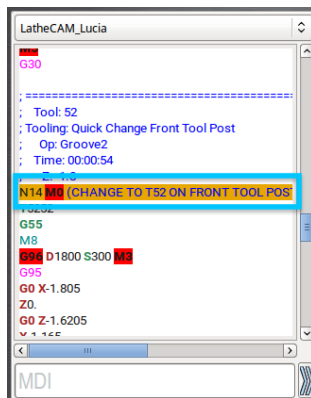 LatheCAM_Lucia
G30
; =====================================
; Tool: 52
; Tooling: Quick Change Front Tool Post
; Op: Groove2
; Time: 00:00:54
N14 M0 (CHANGE TO T52 ON FRONT TOOL POST
G55
M8
G96 D1800 S300 M3
G95
G0 X-1.805
Z0.
G0 Z-1.6205
X-1.165
MDI